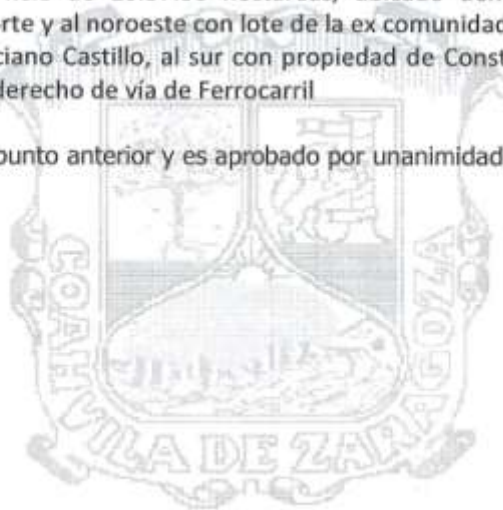 rte y al noroeste con lote de la ex comunidad
ciano Castillo, al sur con propiedad de Const
derecho de vía de Ferrocarril
punto anterior y es aprobado por unanimidad
COAHUILA DE ZARAGOZA